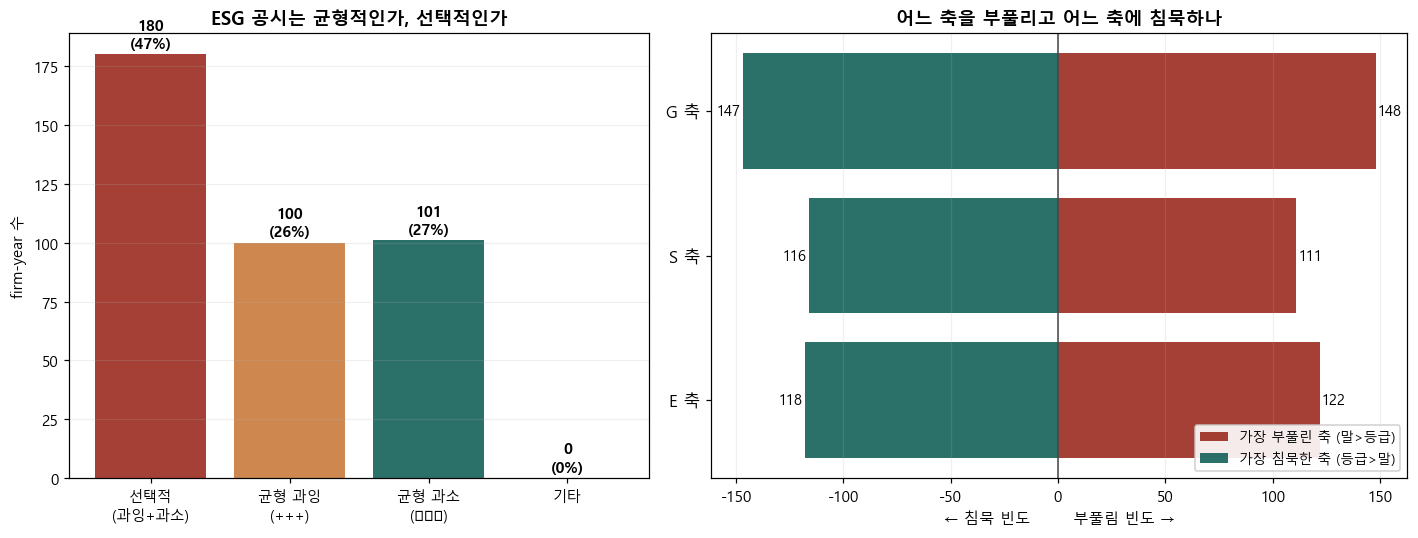 ESG 공시는 균형적인가, 선택적인가
180
(47%)
100
(26%)
101
(27%)
0
(0%)
175
150
125
100
75
50
25
0
firm-year 수
선택적
(과잉+과소)
균형 과잉
(+++)
균형 과소
(□□□)
기타
어느 축을 부풀리고 어느 축에 침묵하나
G 축
147
148
S 축
116
111
E 축
118
122
가장 부풀린 축 (말>등급)
가장 침묵한 축 (등급>말)
-150 -100 -50 0 50 100 150
← 침묵 빈도 부풀림 빈도 →